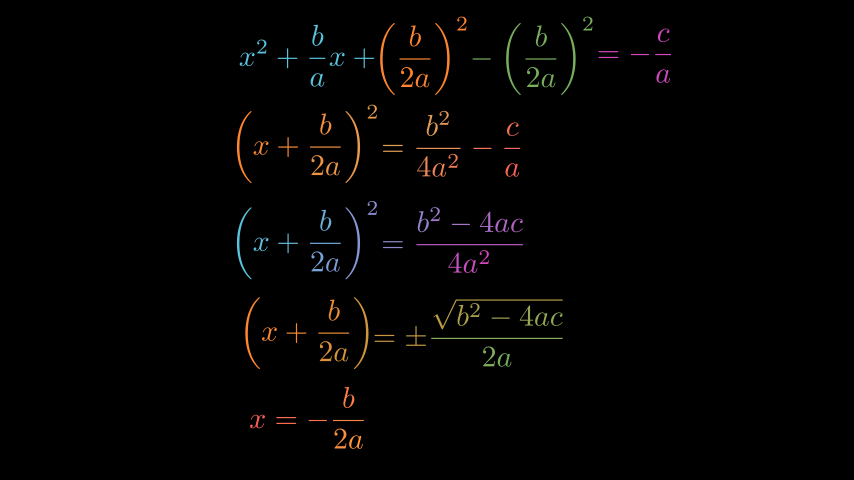 x² + b/a x + (b/2a)² − (b/2a)² = − c/a
(x + b/2a)² = b²/4a² − c/a
(x + b/2a)² = b² − 4ac/4a²
(x + b/2a) = ± √b² − 4ac/2a
x = − b/2a